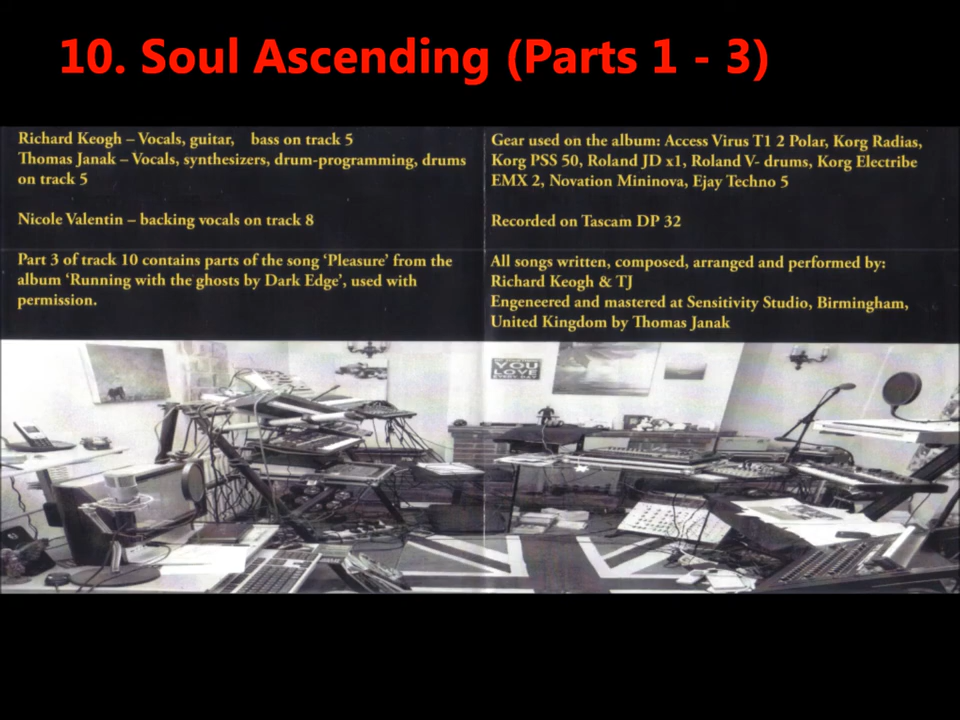 10. Soul Ascending (Parts 1 - 3)
Richard Keogh – Vocals, guitar, bass on track 5
Thomas Janak – Vocals, synthesizers, drum-programming, drums
on track 5
Nicole Valentin – backing vocals on track 8
Part 3 of track 10 contains parts of the song ‘Pleasure’ from the
album ‘Running with the ghosts by Dark Edge’, used with
permission.
Gear used on the album: Access Virus T1 2 Polar, Korg Radias,
Korg PSS 50, Roland JD x1, Roland V- drums, Korg Electribe
EMX 2, Novation Mininova, Ejay Techno 5
Recorded on Tascam DP 32
All songs written, composed, arranged and performed by:
Richard Keogh & TJ
Engeneered and mastered at Sensitivity Studio, Birmingham,
United Kingdom by Thomas Janak
YOU
LOVE
EVERY DAY